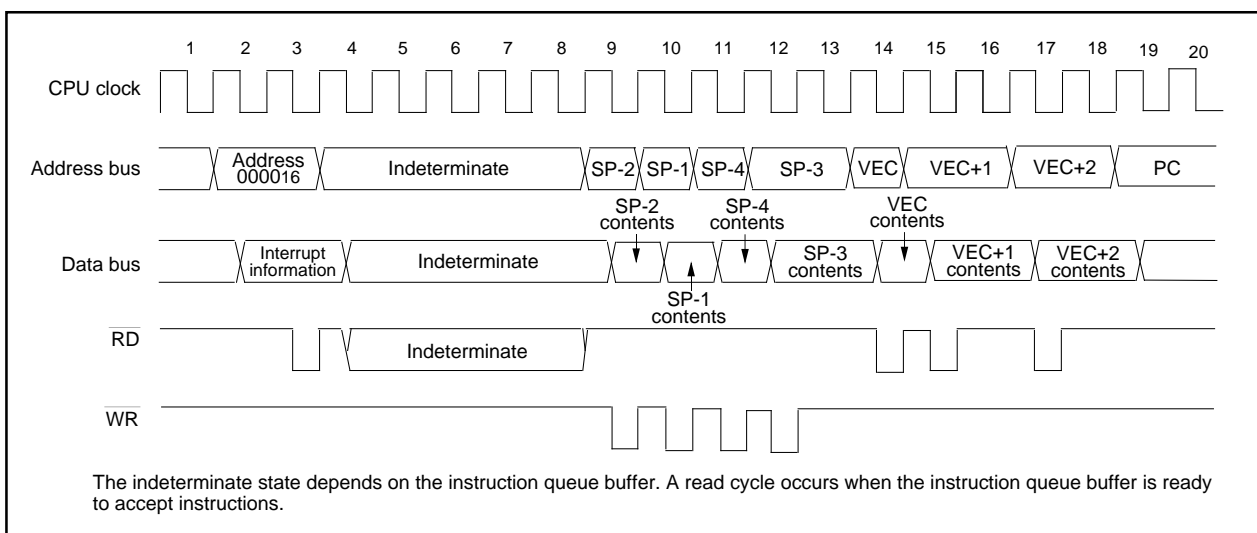 1 2 3 4 5 6 7 8 9 10 11 12 13 14 15 16 17 18 19 20
CPU clock
Address bus
Address
000016
Indeterminate
SP-2
SP-1
SP-4
SP-3
VEC
VEC+1
VEC+2
PC
SP-2
contents
SP-4
contents
VEC
contents
Data bus
Interrupt
information
Indeterminate
SP-3
contents
VEC+1
contents
VEC+2
contents
SP-1
contents
RD
Indeterminate
WR
The indeterminate state depends on the instruction queue buffer. A read cycle occurs when the instruction queue buffer is ready
to accept instructions.